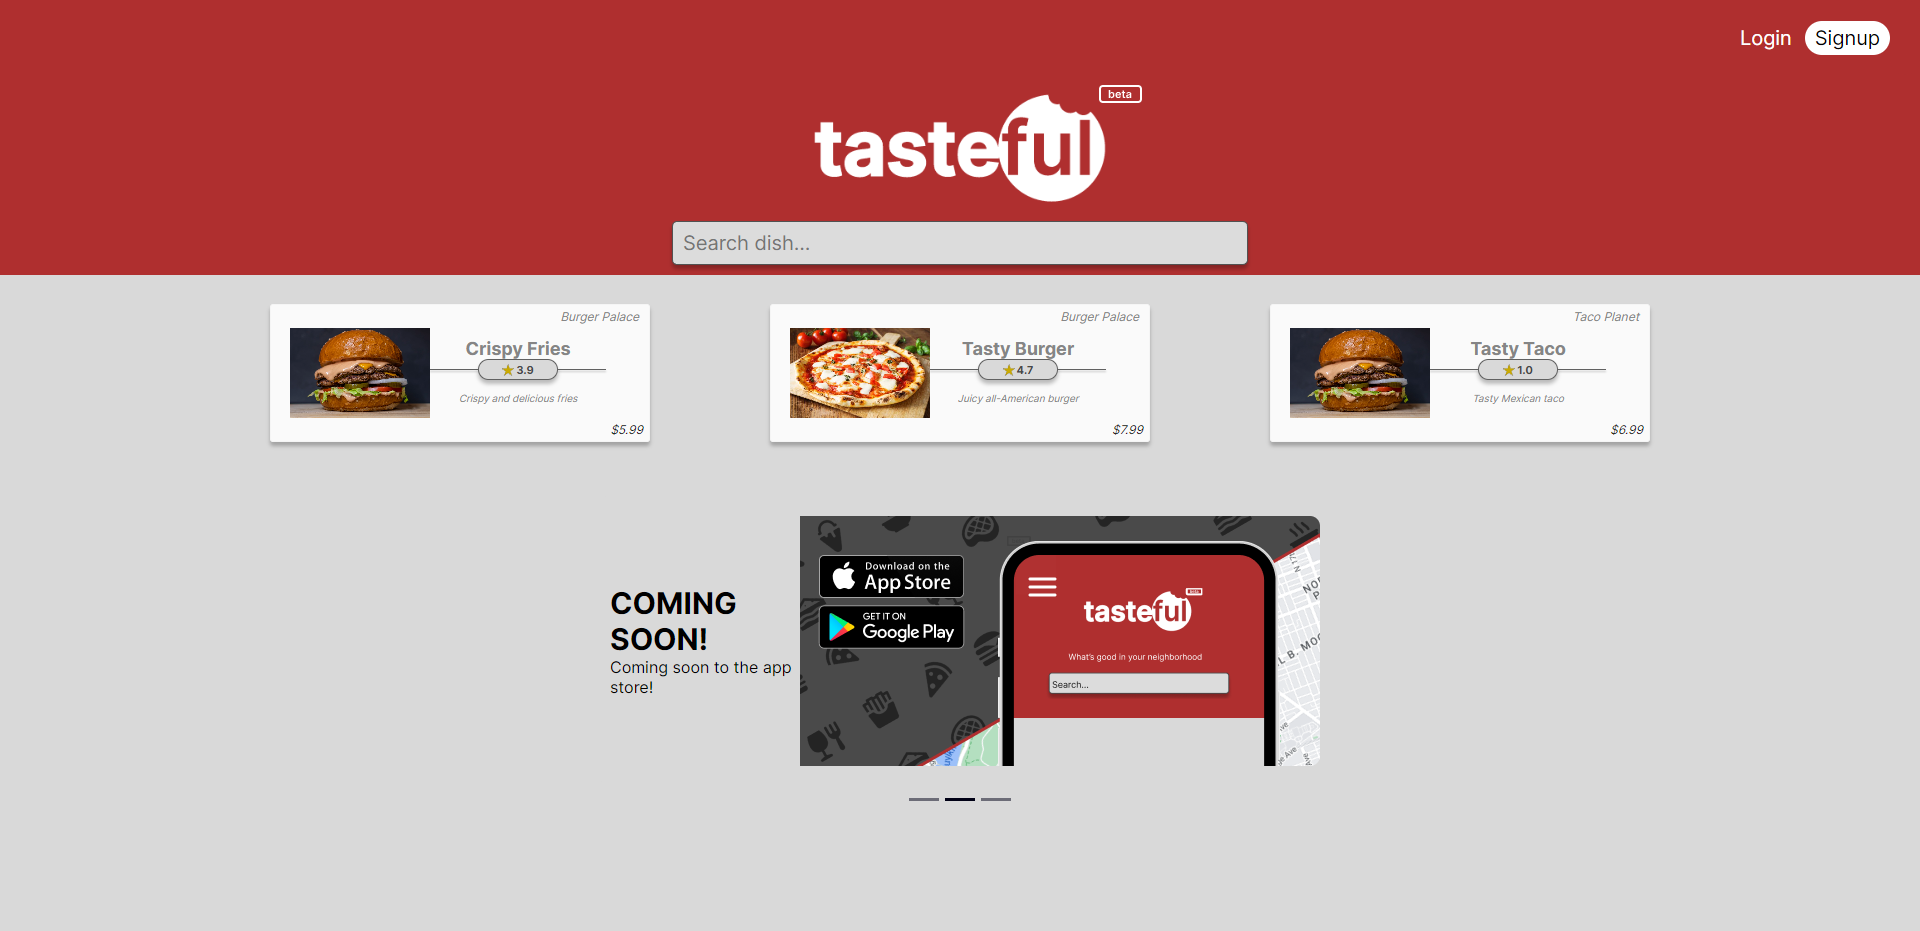 Login Signup
beta
tasteful
Search dish...
Burger Palace
Crispy Fries
3.9
Crispy and delicious fries
$5.99
Burger Palace
Tasty Burger
4.7
Juicy all-American burger
$7.99
Taco Planet
Tasty Taco
1.0
Tasty Mexican taco
$6.99
COMING
SOON!
Coming soon to the app
store!
Download on the
App Store
GET IT ON
Google Play
tasteful
What's good in your neighborhood
Search...